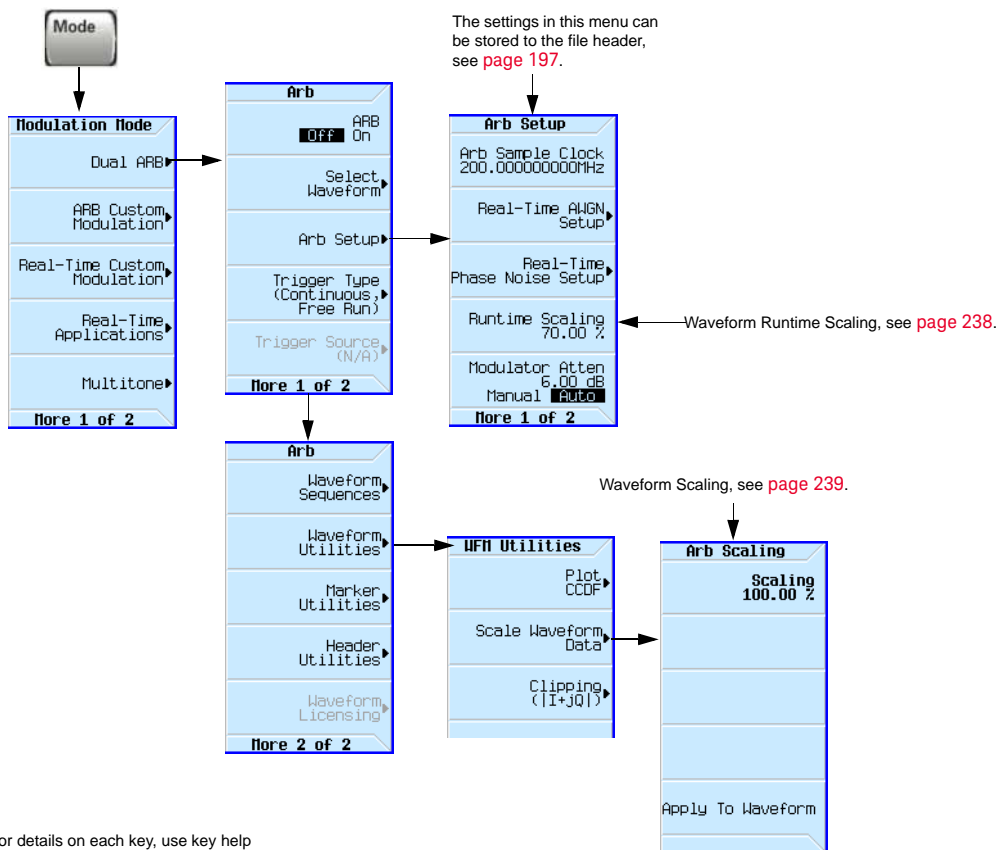 Mode
The settings in this menu can
be stored to the file header,
see page 197.
Modulation Mode
Dual ARB
ARB Custom
Modulation
Real-Time Custom
Modulation
Real-Time
Applications
Multitone
More 1 of 2
Arb
ARB
Off On
Select
Waveform
Arb Setup
Trigger Type
(Continuous,
Free Run)
Trigger Source
(N/A)
More 1 of 2
Arb Setup
Arb Sample Clock
200.000000000MHz
Real-Time AWGN
Setup
Real-Time
Phase Noise Setup
Runtime Scaling
70.00 %
Modulator Atten
6.00 dB
Manual Auto
More 1 of 2
Waveform Runtime Scaling, see page 238.
Arb
Waveform
Sequences
Waveform
Utilities
Marker
Utilities
Header
Utilities
Waveform
Licensing
More 2 of 2
WFM Utilities
Plot
CCDF
Scale Waveform
Data
Clipping
(|I+jQ|)
Waveform Scaling, see page 239.
Arb Scaling
Scaling
100.00 %
Apply To Waveform
or details on each key, use key help